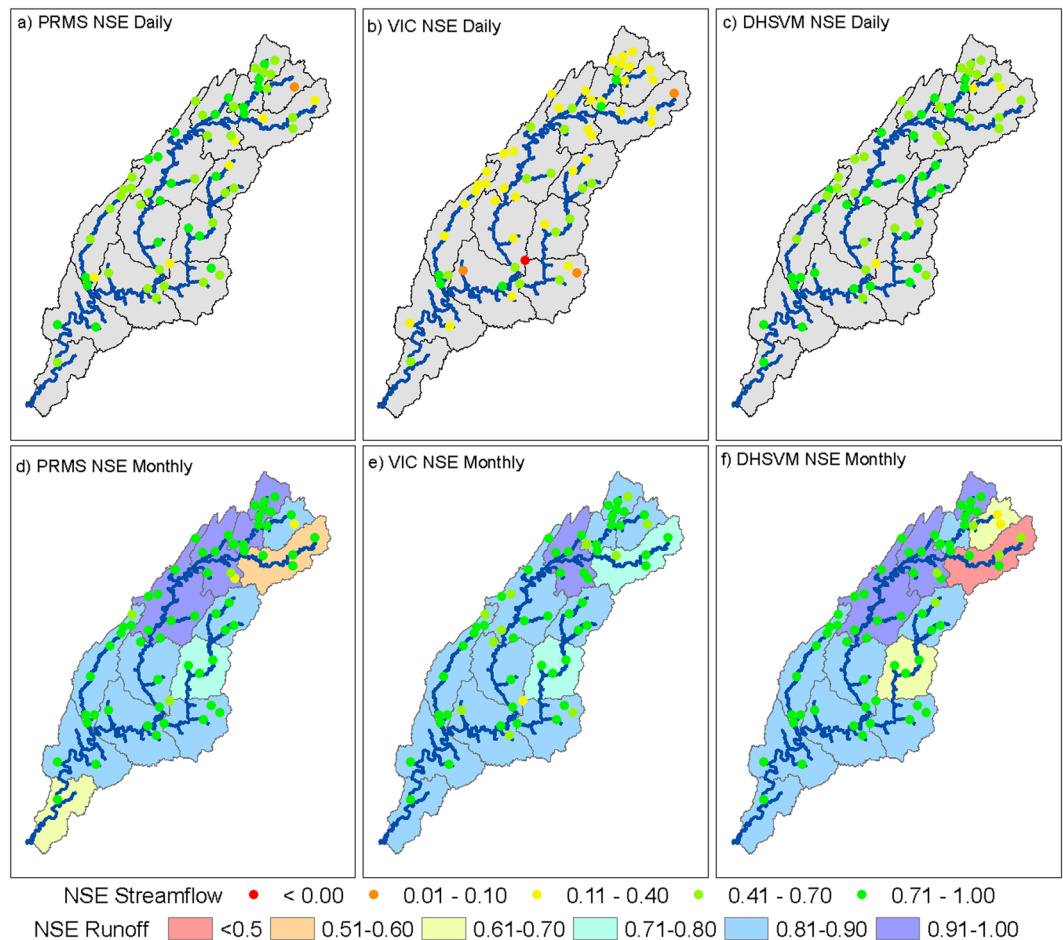 a) PRMS NSE Daily
b) VIC NSE Daily
c) DHSVM NSE Daily
d) PRMS NSE Monthly
e) VIC NSE Monthly
f) DHSVM NSE Monthly
NSE Streamflow < 0.00 0.01 - 0.10 0.11 - 0.40 0.41 - 0.70 0.71 - 1.00
NSE Runoff <0.5 0.51-0.60 0.61-0.70 0.71-0.80 0.81-0.90 0.91-1.00